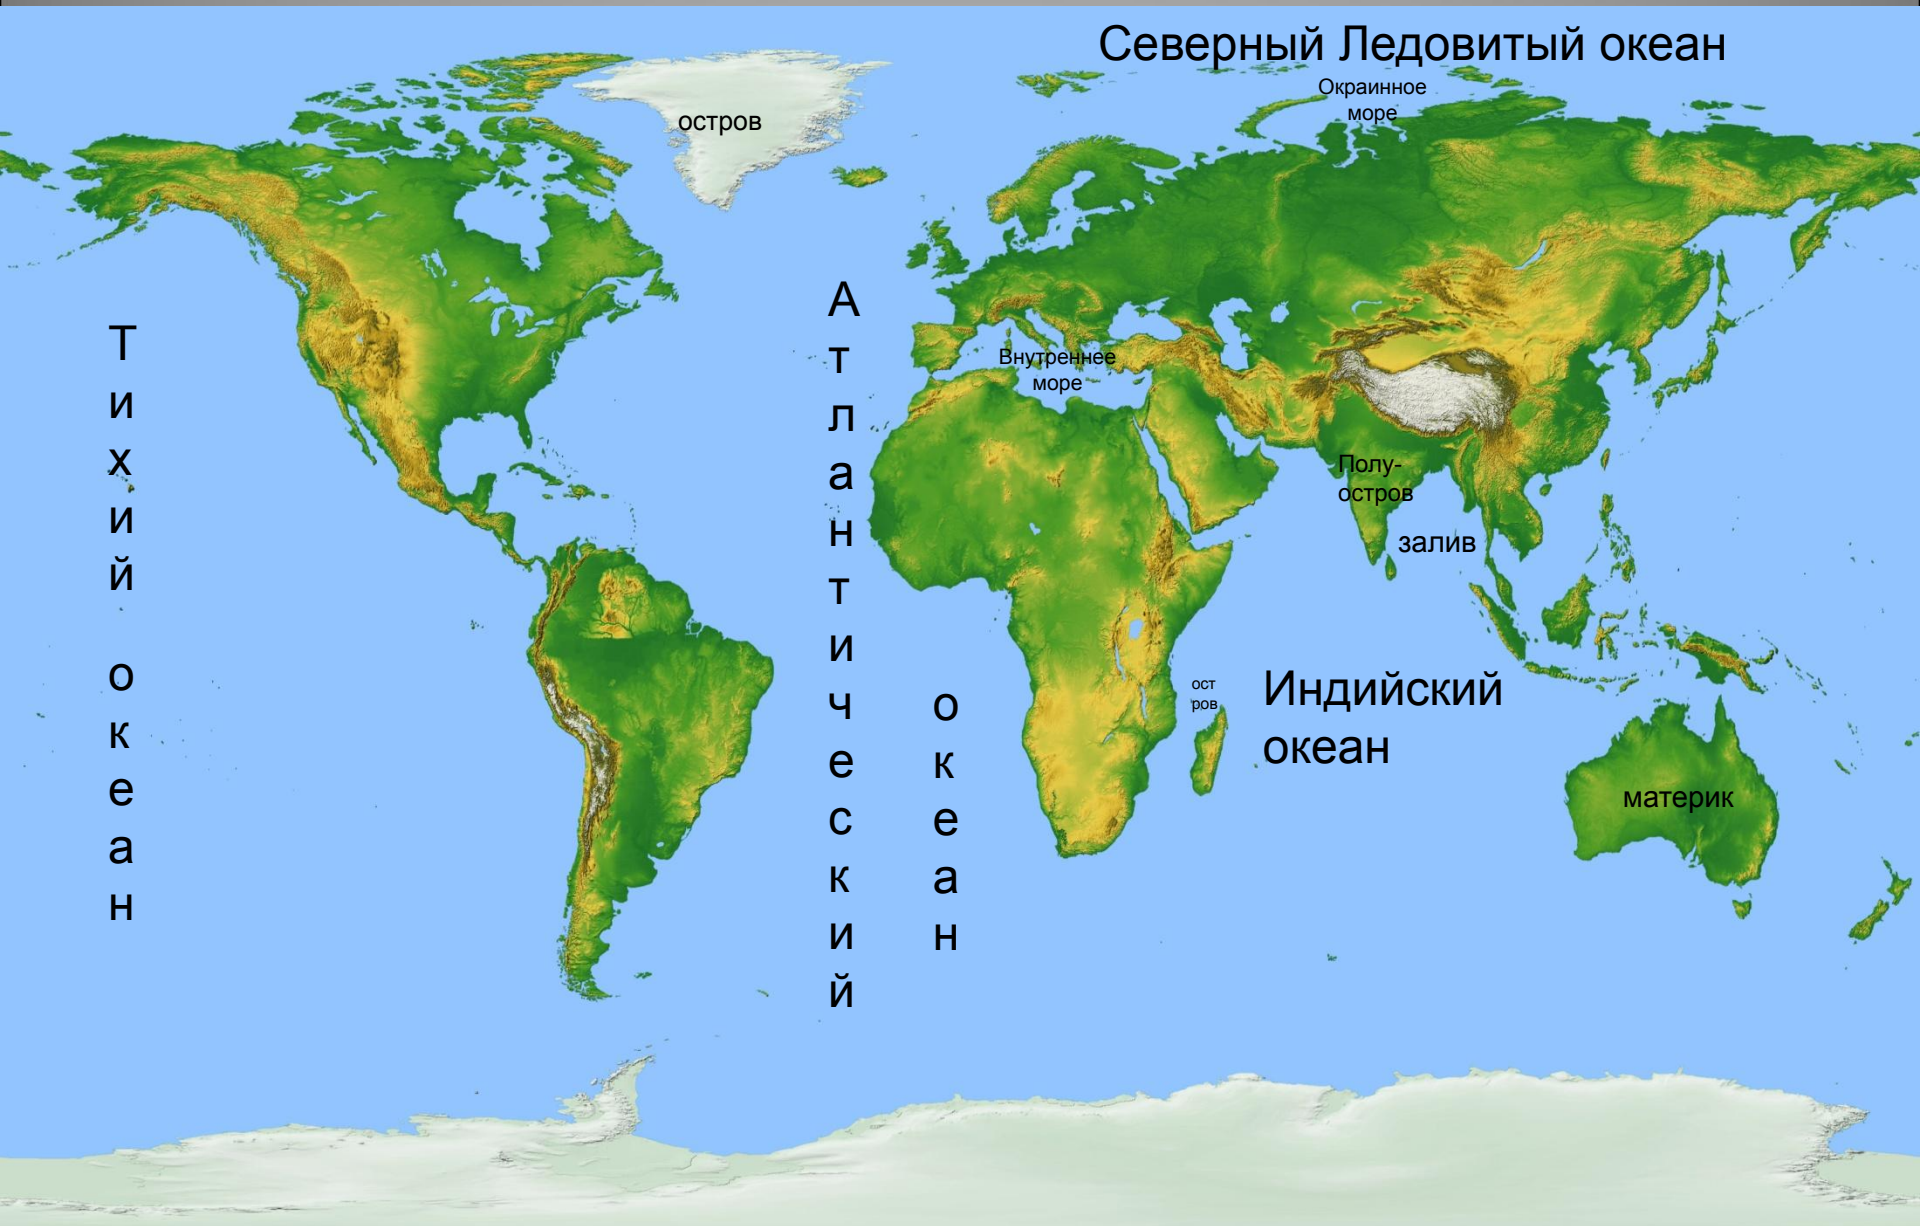 Северный Ледовитый океан
Окраинное
море
остров
Тихий океан
Атлантический
океан
Внутреннее
море
Полу-
остров
залив
ост
ров
Индийский
океан
материк